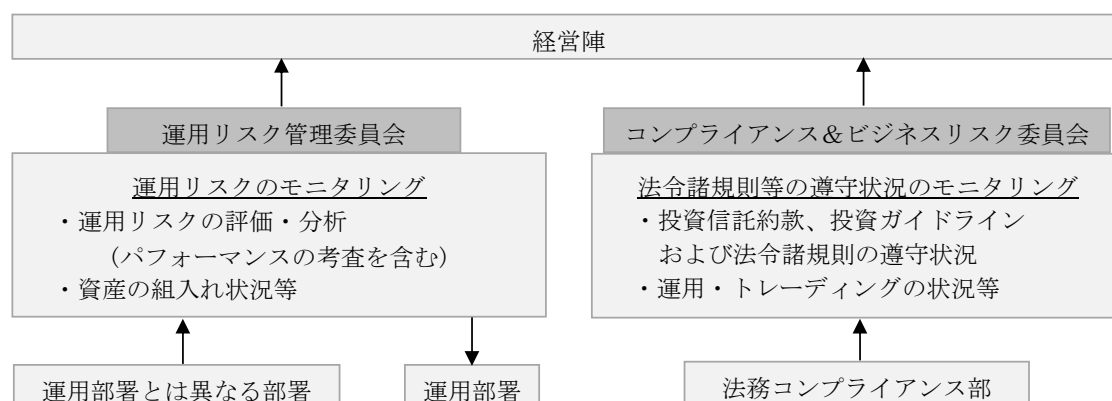 経営陣
運用リスク管理委員会
運用リスクのモニタリング
・運用リスクの評価・分析
（パフォーマンスの考査を含む）
・資産の組入れ状況等
運用部署とは異なる部署
運用部署
コンプライアンス＆ビジネスリスク委員会
法令諸規則等の遵守状況のモニタリング
・投資信託約款、投資ガイドライン
および法令諸規則の遵守状況
・運用・トレーディングの状況等
法務コンプライアンス部